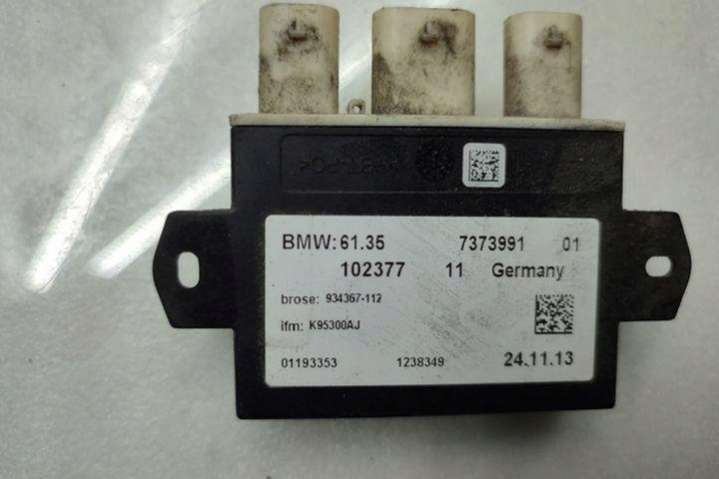 BMW: 61.35 7373991 01
102377 11 Germany
brose: 934367-112
ifm: K95300AJ
01193353 1238349 24.11.13